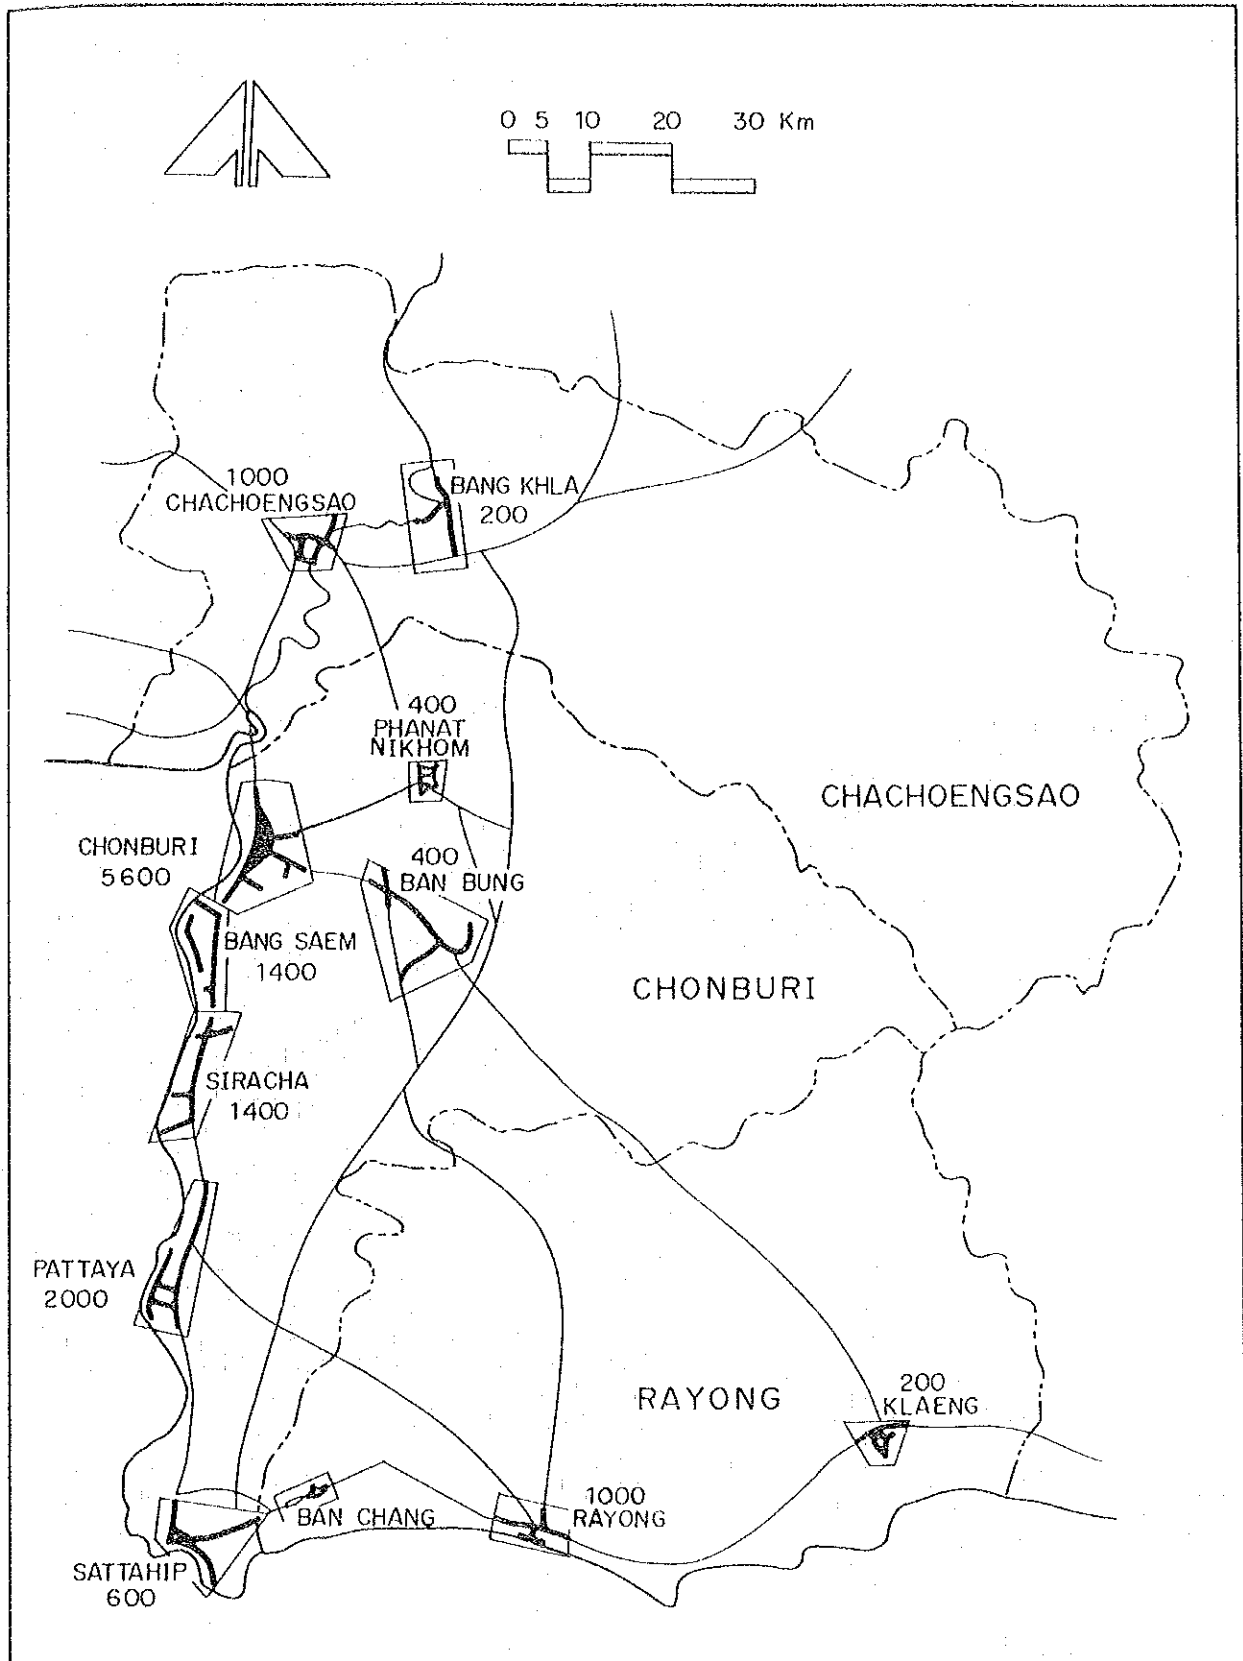 0 5 10 20 30 Km
1000
CHACHOENGSAO
BANG KHLA
200
400
PHANAT
NIKHOM
CHACHOENGSAO
CHONBURI
5600
400
BAN BUNG
BANG SAEM
1400
CHONBURI
SIRACHA
1400
PATTAYA
2000
RAYONG
200
KLAENG
BAN CHANG
1000
RAYONG
SATTAHIP
600